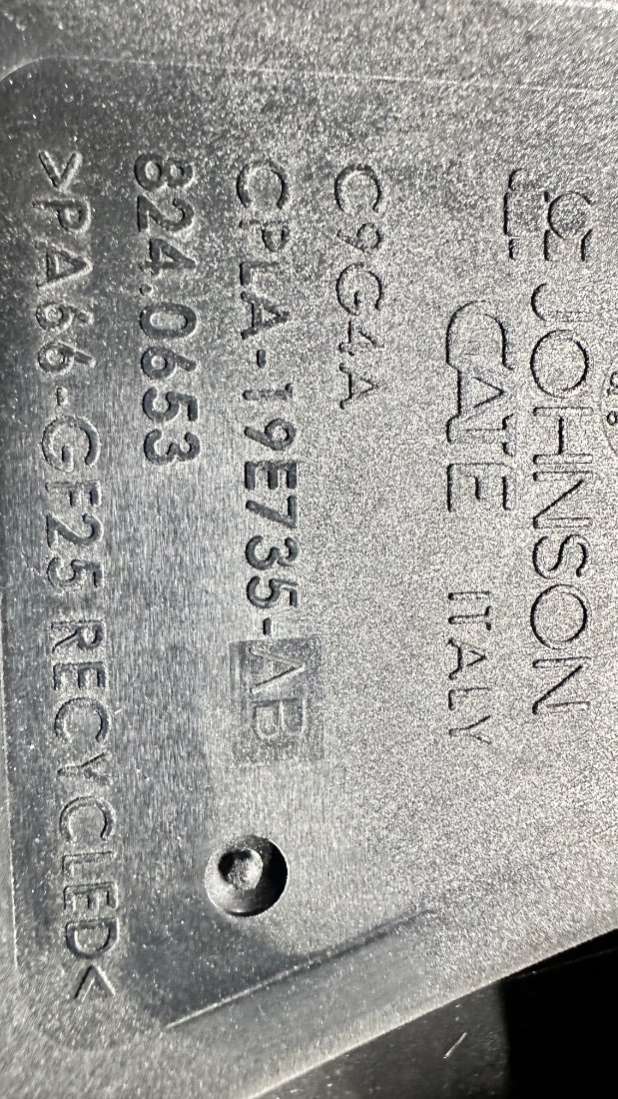 JOHNSON
GATE ITALY
C9G4A
CPLA-19E735-AB
824.0653
>PA66-GF25 RECYCLED<